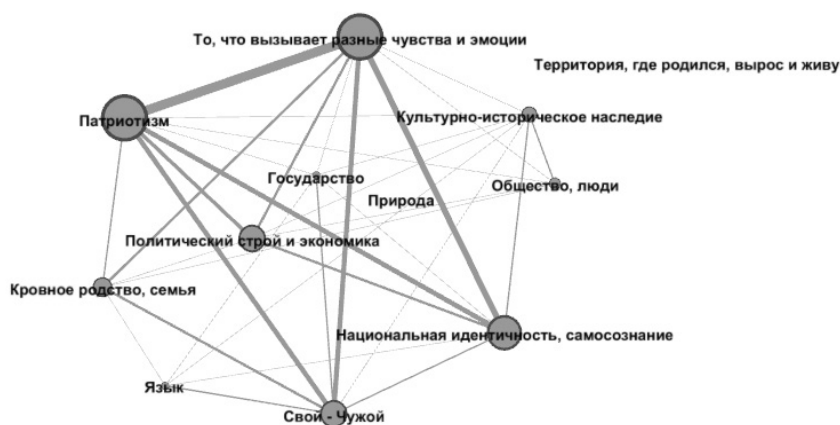 То, что вызывает разные чувства и эмоции
Территория, где родился, вырос и живу
Патриотизм
Культурно-историческое наследие
Государство
Общество, люди
Природа
Политический строй и экономика
Кровное родство, семья
Национальная идентичность, самосознание
Язык
Свой - Чужой